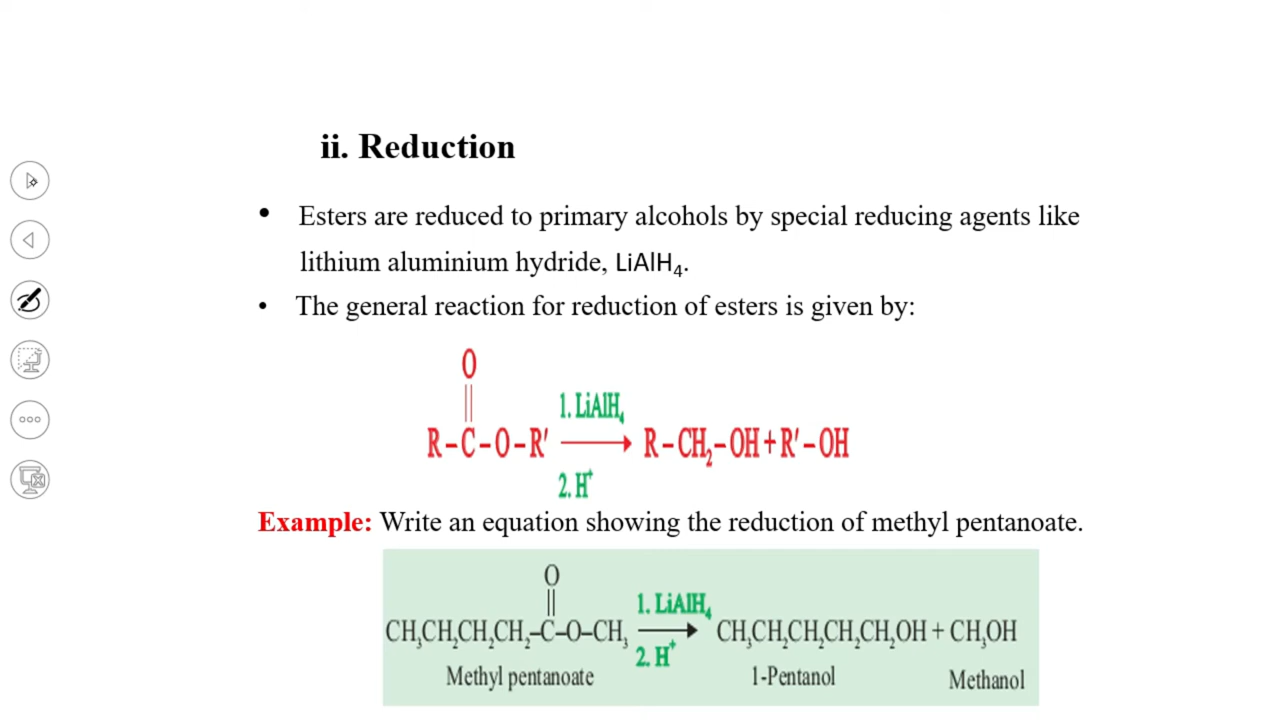 ii. Reduction
• Esters are reduced to primary alcohols by special reducing agents like
lithium aluminium hydride, LiAlH₄.
• The general reaction for reduction of esters is given by:
O
1. LiAlH₄
R–C–O–R′ R–CH₂–OH+R′–OH
2. H⁺
Example: Write an equation showing the reduction of methyl pentanoate.
O
1. LiAlH₄
CH₃CH₂CH₂CH₂–C–O–CH₃ CH₃CH₂CH₂CH₂CH₂OH + CH₃OH
2. H⁺
Methyl pentanoate 1-Pentanol Methanol